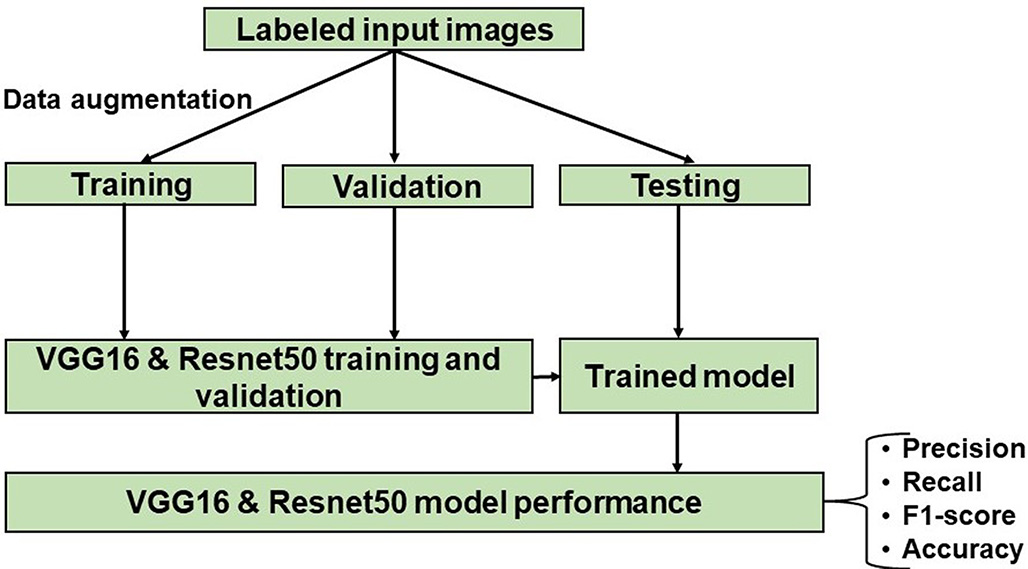 Labeled input images
Data augmentation
Training
Validation
Testing
VGG16 & Resnet50 training and
validation
Trained model
VGG16 & Resnet50 model performance
• Precision
• Recall
• F1-score
• Accuracy